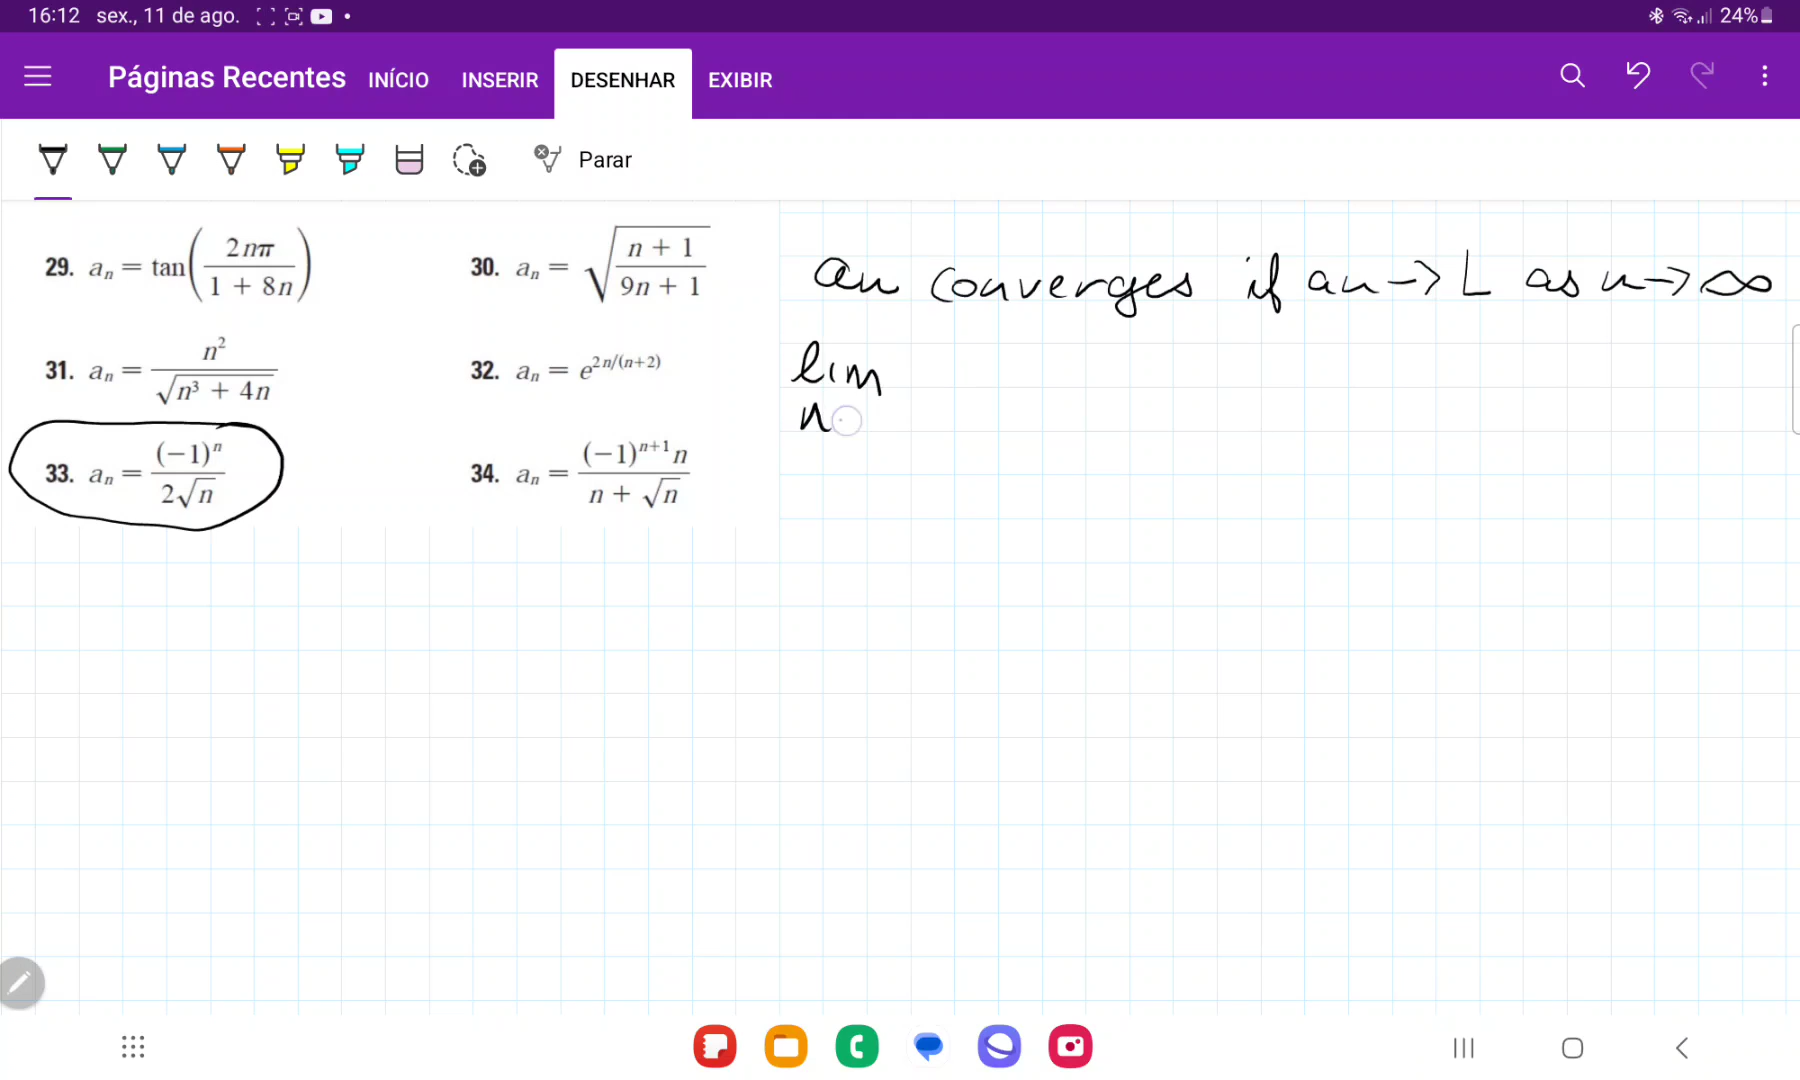 16:12 sex., 11 de ago. 24%
Páginas Recentes INÍCIO INSERIR DESENHAR EXIBIR
Parar
29. aₙ = tan(2nπ / 1 + 8n)
30. aₙ = √(n + 1 / 9n + 1)
an converges if an -> L as n -> ∞
31. aₙ = n² / √(n³ + 4n)
32. aₙ = e^(2n/(n+2))
lim
n
33. aₙ = (−1)ⁿ / 2√n
34. aₙ = (−1)ⁿ⁺¹ n / n + √n